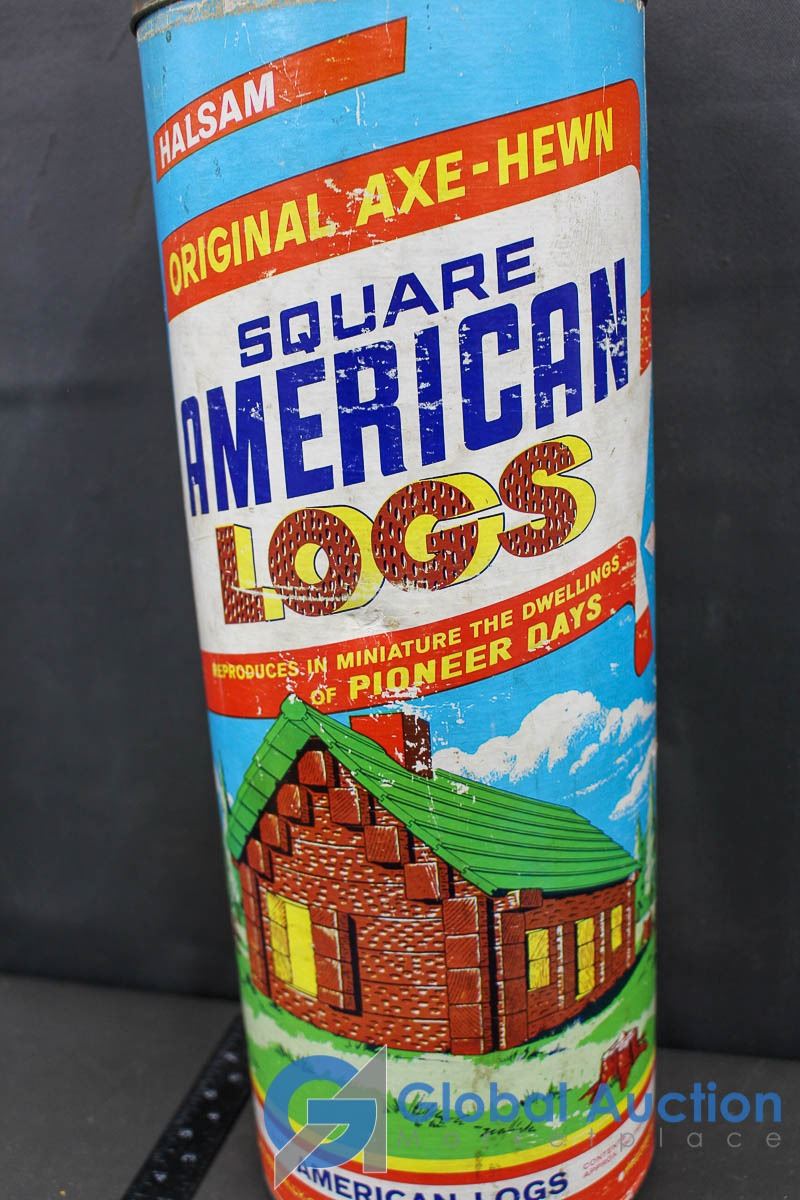 HALSAM
ORIGINAL AXE-HEWN
SQUARE
AMERICAN
LOGS
REPRODUCES IN MINIATURE THE DWELLINGS
OF PIONEER DAYS
Global Auction
Marketplace
AMERICAN LOGS